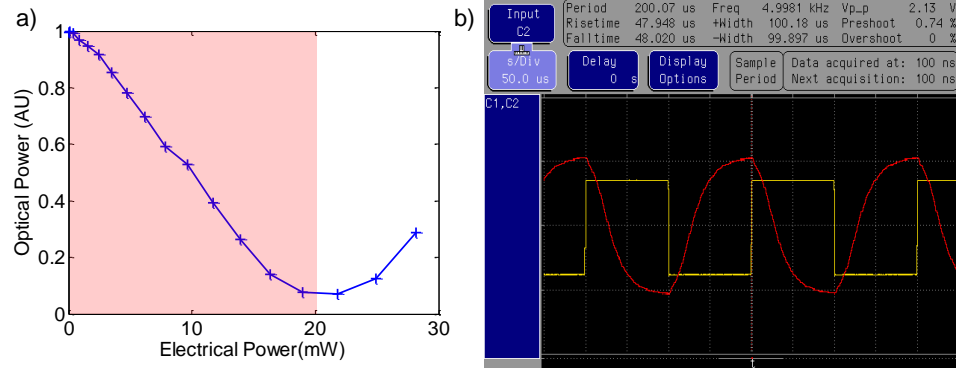 a)
1
0.8
0.6
0.4
0.2
0
0 10 20 30
Optical Power (AU)
Electrical Power(mW)
b)
Input
C2
Period 200.07 us Freq 4.9981 kHz Vp_p 2.13 V
Risetime 47.948 us +Width 100.18 us Preshoot 0.74 %
Falltime 48.020 us -Width 99.897 us Overshoot 0 %
s/Div
50.0 us
Delay
0 s
Display
Options
Sample
Period
Data acquired at: 100 ns
Next acquisition: 100 ns
C1,C2
t